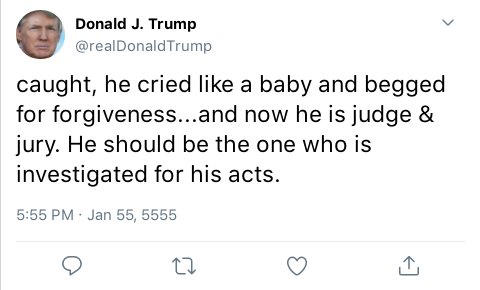 Donald J. Trump
@realDonaldTrump
caught, he cried like a baby and begged
for forgiveness...and now he is judge &
jury. He should be the one who is
investigated for his acts.
5:55 PM · Jan 55, 5555